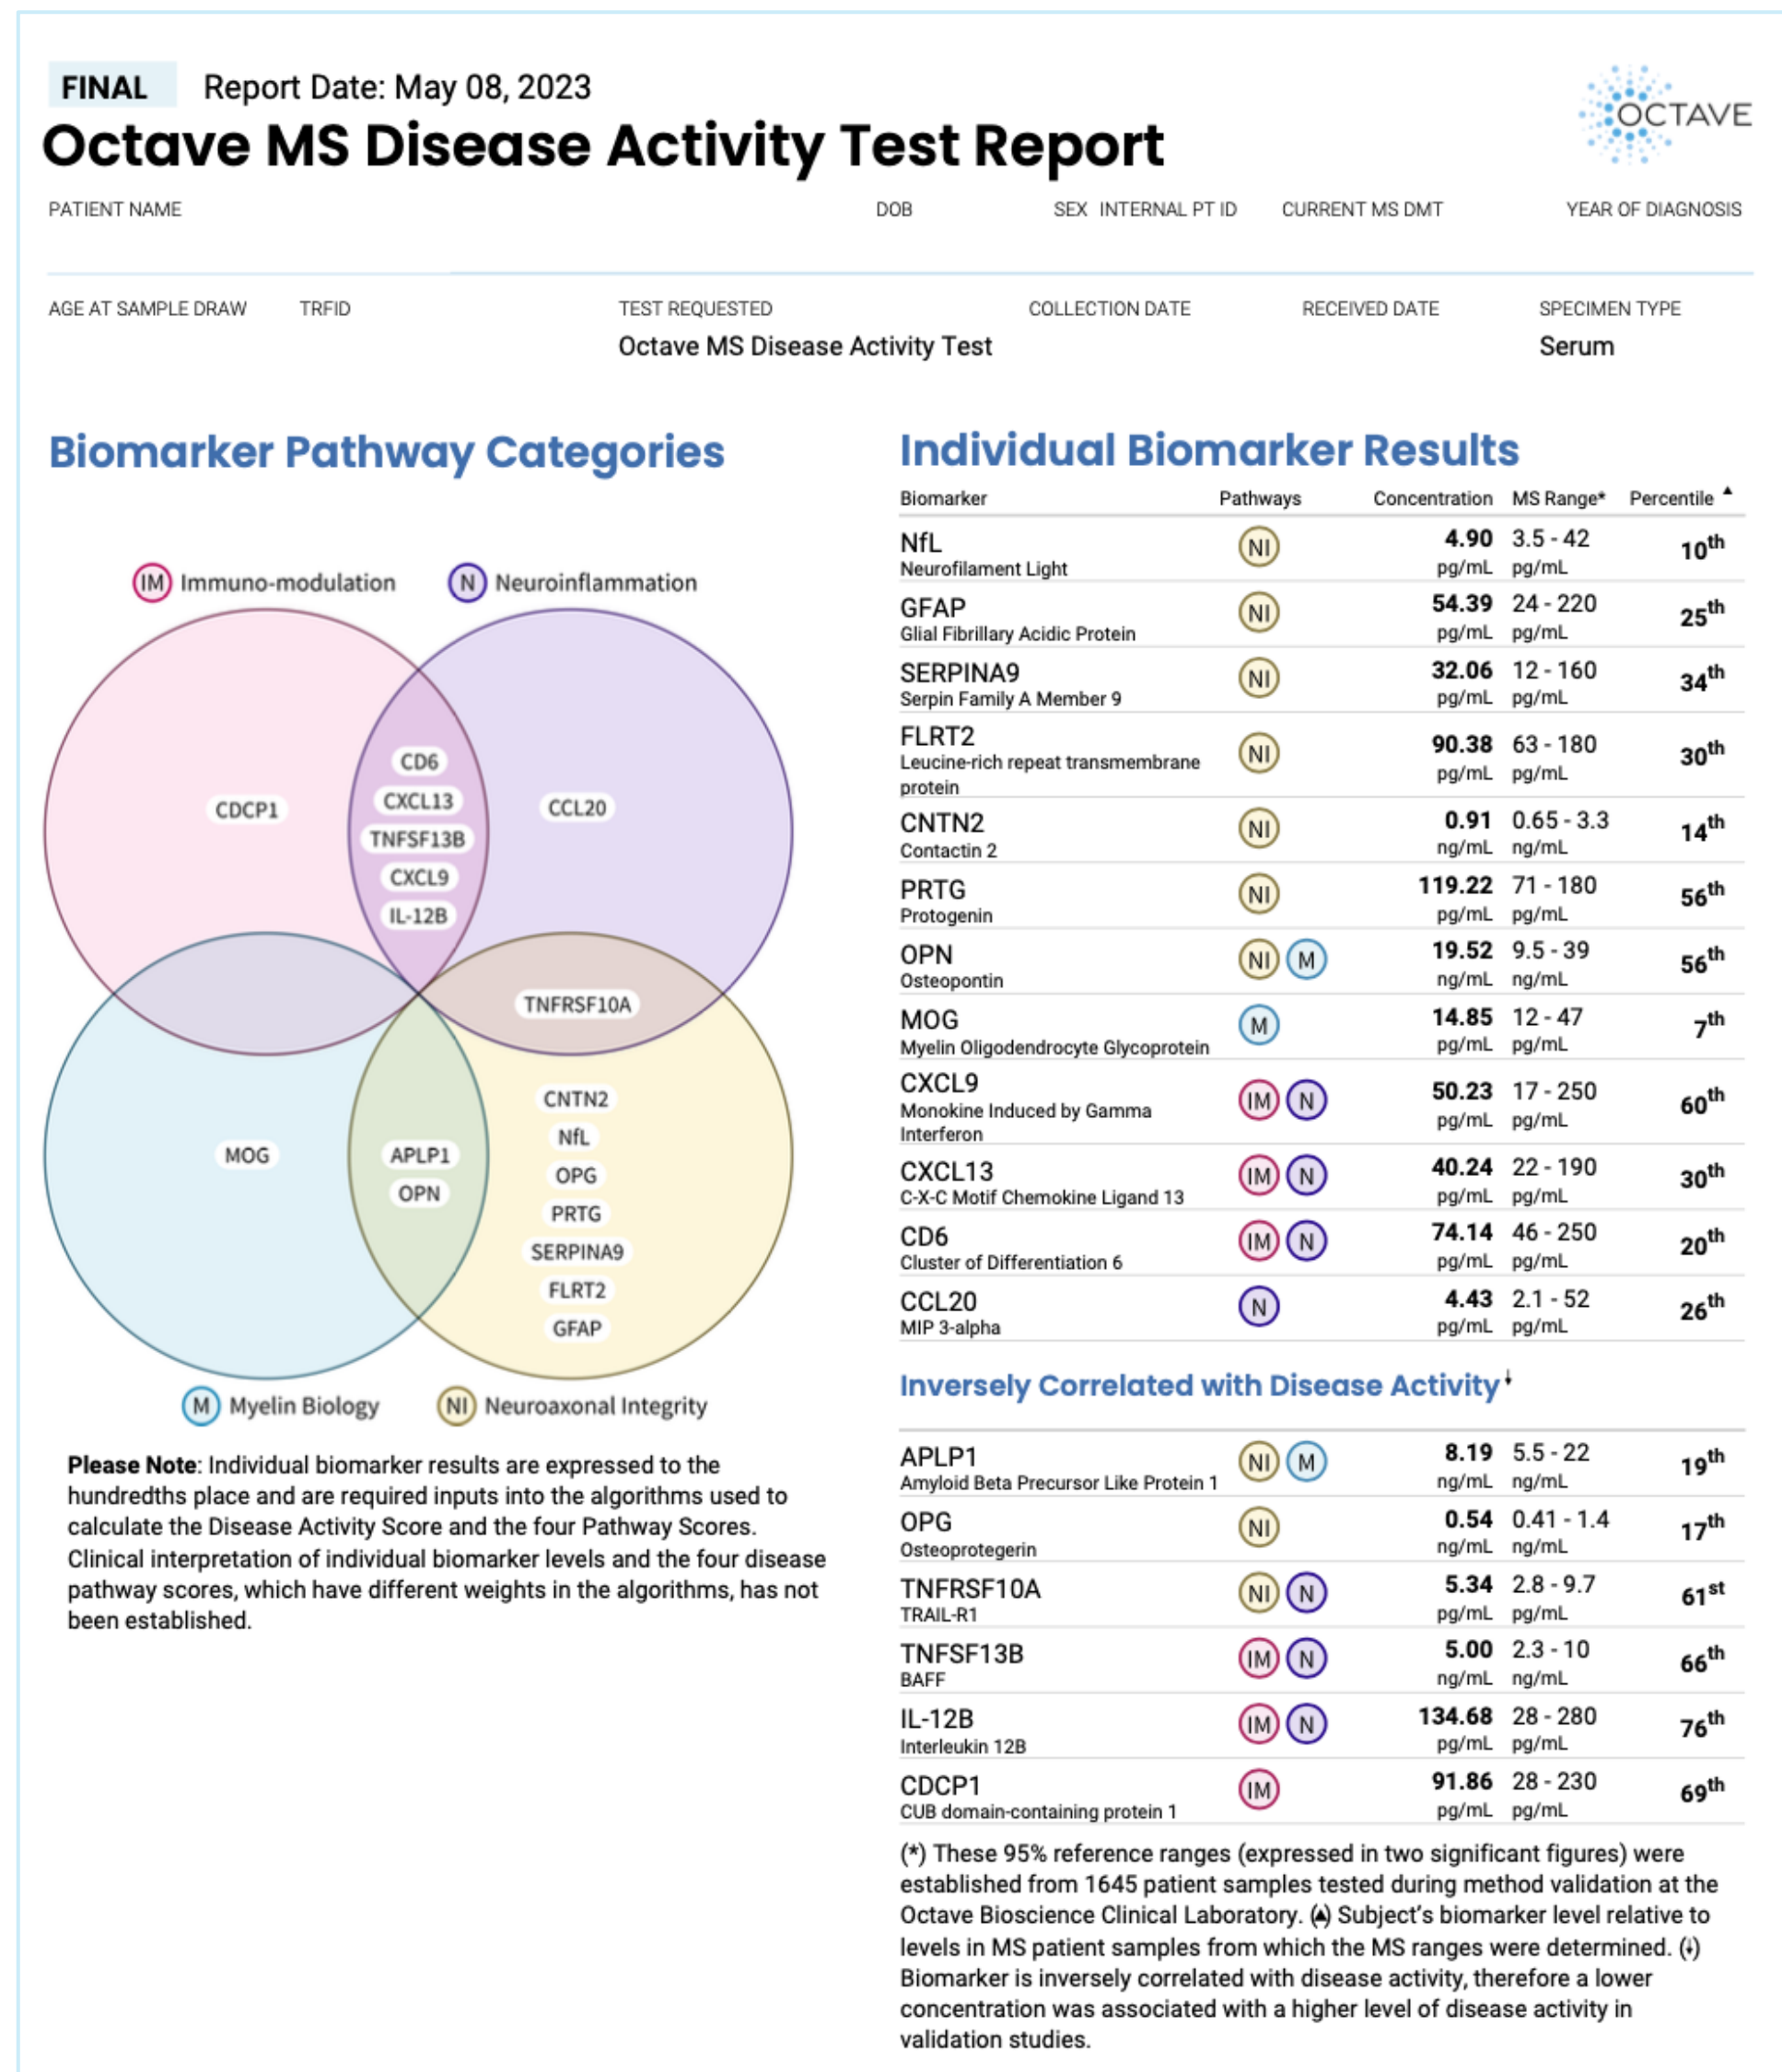 FINAL Report Date: May 08, 2023
OCTAVE
Octave MS Disease Activity Test Report
PATIENT NAME DOB SEX INTERNAL PT ID CURRENT MS DMT YEAR OF DIAGNOSIS
AGE AT SAMPLE DRAW TRFID TEST REQUESTED COLLECTION DATE RECEIVED DATE SPECIMEN TYPE
Octave MS Disease Activity Test Serum
Biomarker Pathway Categories
IM Immuno-modulation N Neuroinflammation
CDCP1
CD6
CXCL13
TNFSF13B
CXCL9
IL-12B
CCL20
TNFRSF10A
MOG
APLP1
OPN
CNTN2
NfL
OPG
PRTG
SERPINA9
FLRT2
GFAP
M Myelin Biology NI Neuroaxonal Integrity
Please Note: Individual biomarker results are expressed to the
hundredths place and are required inputs into the algorithms used to
calculate the Disease Activity Score and the four Pathway Scores.
Clinical interpretation of individual biomarker levels and the four disease
pathway scores, which have different weights in the algorithms, has not
been established.
Individual Biomarker Results
Biomarker Pathways Concentration MS Range* Percentile ▲
NfL NI 4.90 3.5 - 42 10th
Neurofilament Light pg/mL pg/mL
GFAP NI 54.39 24 - 220 25th
Glial Fibrillary Acidic Protein pg/mL pg/mL
SERPINA9 NI 32.06 12 - 160 34th
Serpin Family A Member 9 pg/mL pg/mL
FLRT2 NI 90.38 63 - 180 30th
Leucine-rich repeat transmembrane pg/mL pg/mL
protein
CNTN2 NI 0.91 0.65 - 3.3 14th
Contactin 2 ng/mL ng/mL
PRTG NI 119.22 71 - 180 56th
Protogenin pg/mL pg/mL
OPN NI M 19.52 9.5 - 39 56th
Osteopontin ng/mL ng/mL
MOG M 14.85 12 - 47 7th
Myelin Oligodendrocyte Glycoprotein pg/mL pg/mL
CXCL9 IM N 50.23 17 - 250 60th
Monokine Induced by Gamma pg/mL pg/mL
Interferon
CXCL13 IM N 40.24 22 - 190 30th
C-X-C Motif Chemokine Ligand 13 pg/mL pg/mL
CD6 IM N 74.14 46 - 250 20th
Cluster of Differentiation 6 pg/mL pg/mL
CCL20 N 4.43 2.1 - 52 26th
MIP 3-alpha pg/mL pg/mL
Inversely Correlated with Disease Activity⸸
APLP1 NI M 8.19 5.5 - 22 19th
Amyloid Beta Precursor Like Protein 1 ng/mL ng/mL
OPG NI 0.54 0.41 - 1.4 17th
Osteoprotegerin ng/mL ng/mL
TNFRSF10A NI N 5.34 2.8 - 9.7 61st
TRAIL-R1 pg/mL pg/mL
TNFSF13B IM N 5.00 2.3 - 10 66th
BAFF ng/mL ng/mL
IL-12B IM N 134.68 28 - 280 76th
Interleukin 12B pg/mL pg/mL
CDCP1 IM 91.86 28 - 230 69th
CUB domain-containing protein 1 pg/mL pg/mL
(*) These 95% reference ranges (expressed in two significant figures) were
established from 1645 patient samples tested during method validation at the
Octave Bioscience Clinical Laboratory. (▲) Subject's biomarker level relative to
levels in MS patient samples from which the MS ranges were determined. (⸸)
Biomarker is inversely correlated with disease activity, therefore a lower
concentration was associated with a higher level of disease activity in
validation studies.